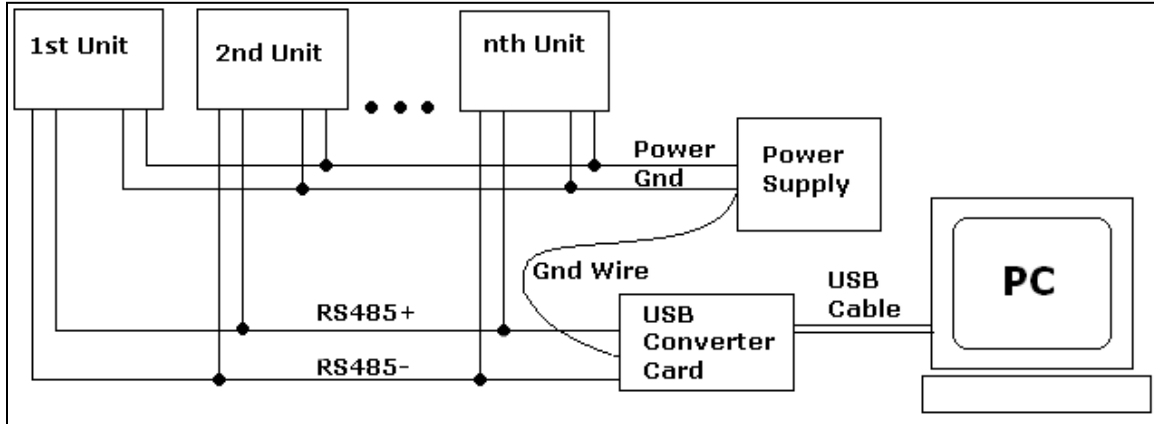 1st Unit
2nd Unit
nth Unit
Power
Gnd
Power
Supply
Gnd Wire
USB
Cable
PC
RS485+
RS485-
USB
Converter
Card